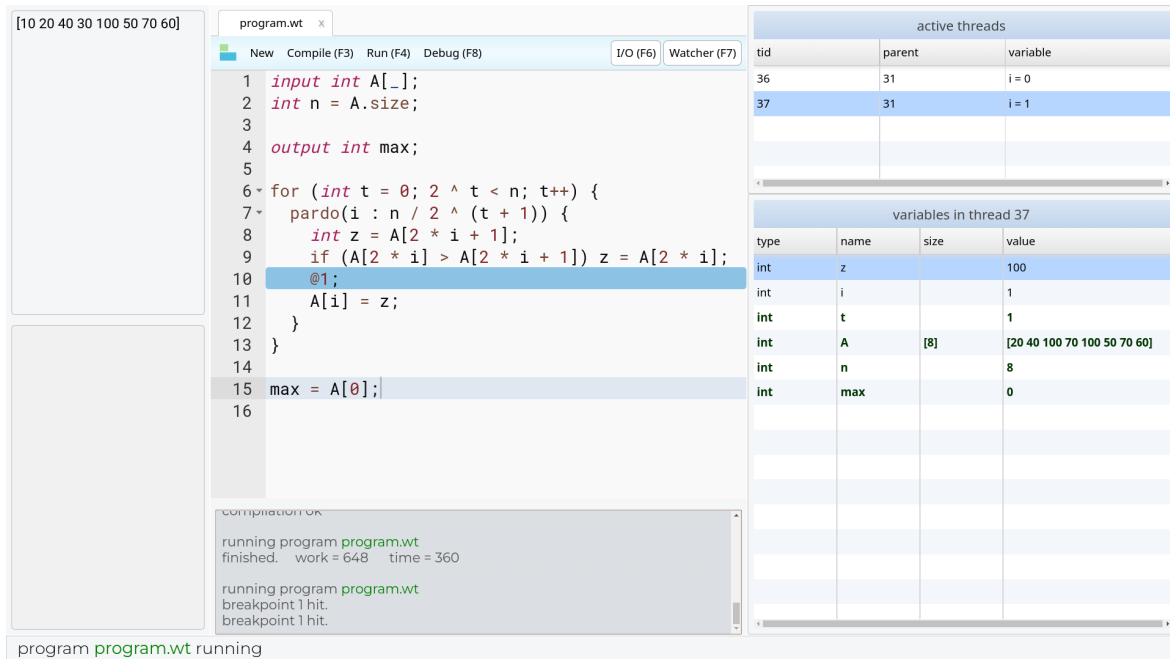 [10 20 40 30 100 50 70 60]
program.wt x
New Compile (F3) Run (F4) Debug (F8) I/O (F6) Watcher (F7)
1 input int A[_];
2 int n = A.size;
3
4 output int max;
5
6 for (int t = 0; 2 ^ t < n; t++) {
7 pardo(i : n / 2 ^ (t + 1)) {
8 int z = A[2 * i + 1];
9 if (A[2 * i] > A[2 * i + 1]) z = A[2 * i];
10 @1;
11 A[i] = z;
12 }
13 }
14
15 max = A[0];
16
compilation ok
running program program.wt
finished. work = 648 time = 360
running program program.wt
breakpoint 1 hit.
breakpoint 1 hit.
active threads
tid parent variable
36 31 i = 0
37 31 i = 1
variables in thread 37
type name size value
int z 100
int i 1
int t 1
int A [8] [20 40 100 70 100 50 70 60]
int n 8
int max 0
program program.wt running